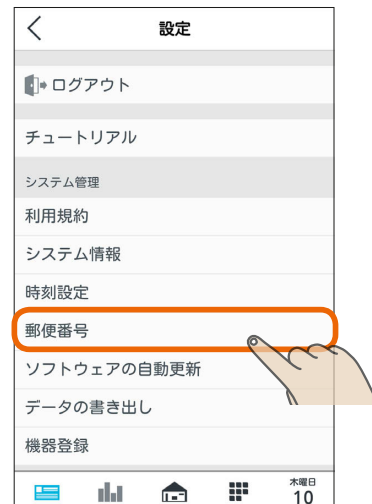 設定
ログアウト
チュートリアル
システム管理
利用規約
システム情報
時刻設定
郵便番号
ソフトウェアの自動更新
データの書き出し
機器登録
木曜日
10